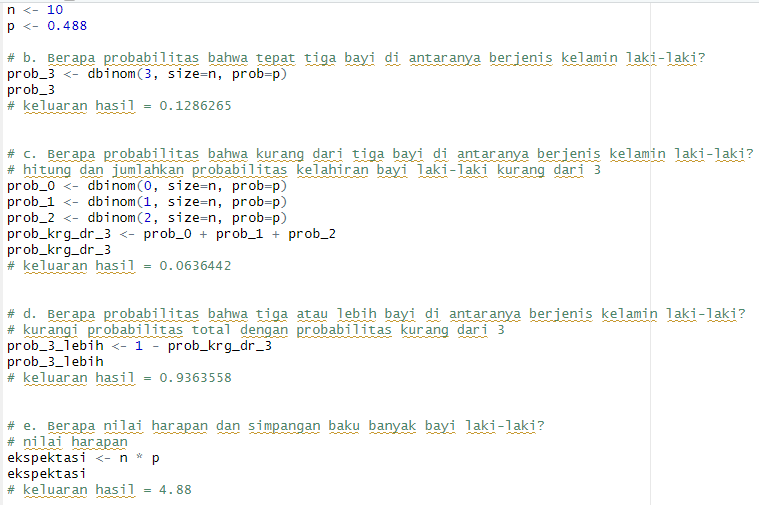 n <- 10
p <- 0.488
# b. Berapa probabilitas bahwa tepat tiga bayi di antaranya berjenis kelamin laki-laki?
prob_3 <- dbinom(3, size=n, prob=p)
prob_3
# keluaran hasil = 0.1286265
# c. Berapa probabilitas bahwa kurang dari tiga bayi di antaranya berjenis kelamin laki-laki?
# hitung dan jumlahkan probabilitas kelahiran bayi laki-laki kurang dari 3
prob_0 <- dbinom(0, size=n, prob=p)
prob_1 <- dbinom(1, size=n, prob=p)
prob_2 <- dbinom(2, size=n, prob=p)
prob_krg_dr_3 <- prob_0 + prob_1 + prob_2
prob_krg_dr_3
# keluaran hasil = 0.0636442
# d. Berapa probabilitas bahwa tiga atau lebih bayi di antaranya berjenis kelamin laki-laki?
# kurangi probabilitas total dengan probabilitas kurang dari 3
prob_3_lebih <- 1 - prob_krg_dr_3
prob_3_lebih
# keluaran hasil = 0.9363558
# e. Berapa nilai harapan dan simpangan baku banyak bayi laki-laki?
# nilai harapan
ekspektasi <- n * p
ekspektasi
# keluaran hasil = 4.88